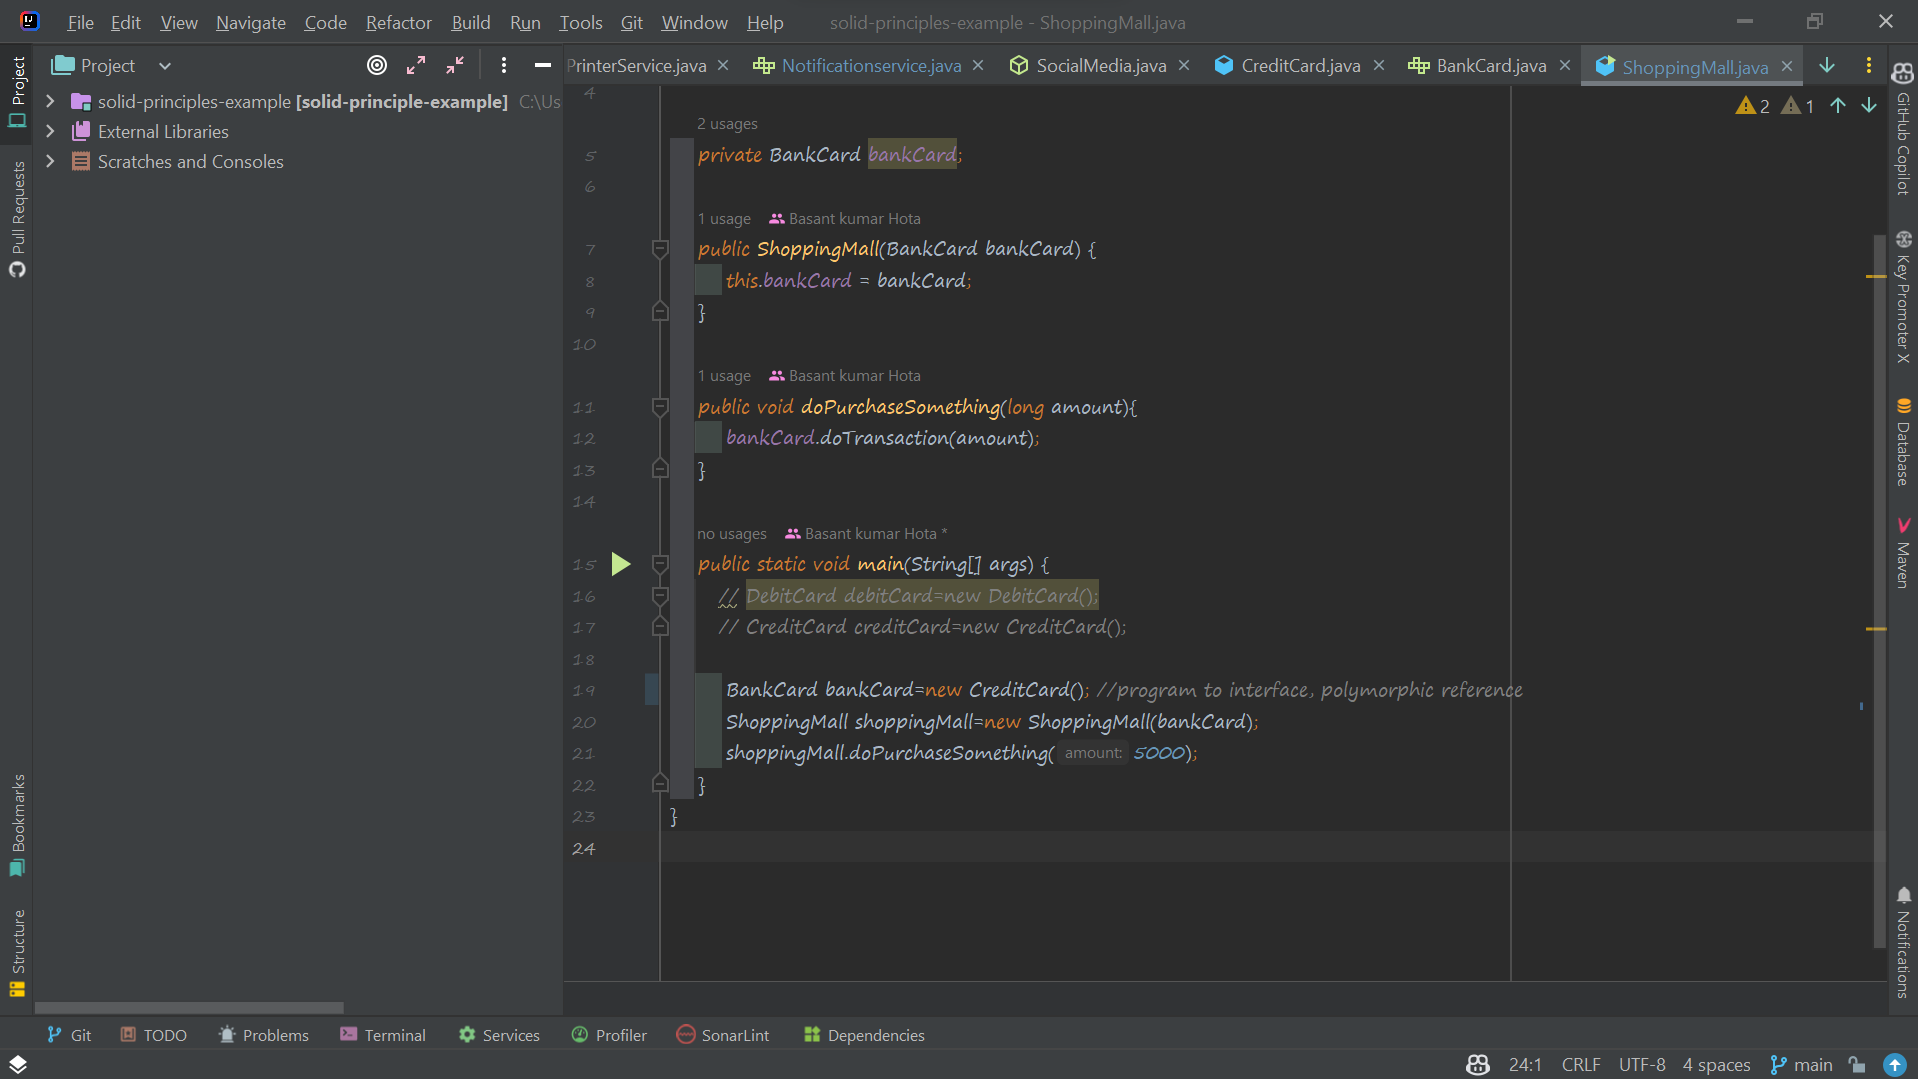 File Edit View Navigate Code Refactor Build Run Tools Git Window Help solid-principles-example - ShoppingMall.java
Project
PrinterService.java Notificationservice.java SocialMedia.java CreditCard.java BankCard.java ShoppingMall.java
solid-principles-example [solid-principle-example] C:\Us
External Libraries
Scratches and Consoles
Project
Pull Requests
Bookmarks
Structure
2 1
4
2 usages
5 private BankCard bankCard;
6
1 usage Basant kumar Hota
7 public ShoppingMall(BankCard bankCard) {
8 this.bankCard = bankCard;
9 }
10
1 usage Basant kumar Hota
11 public void doPurchaseSomething(long amount){
12 bankCard.doTransaction(amount);
13 }
14
no usages Basant kumar Hota *
15 public static void main(String[] args) {
16 // DebitCard debitCard=new DebitCard();
17 // CreditCard creditCard=new CreditCard();
18
19 BankCard bankCard=new CreditCard(); //program to interface, polymorphic reference
20 ShoppingMall shoppingMall=new ShoppingMall(bankCard);
21 shoppingMall.doPurchaseSomething( amount: 5000);
22 }
23 }
24
GitHub Copilot
Key Promoter X
Database
Maven
Notifications
Git TODO Problems Terminal Services Profiler SonarLint Dependencies
24:1 CRLF UTF-8 4 spaces main